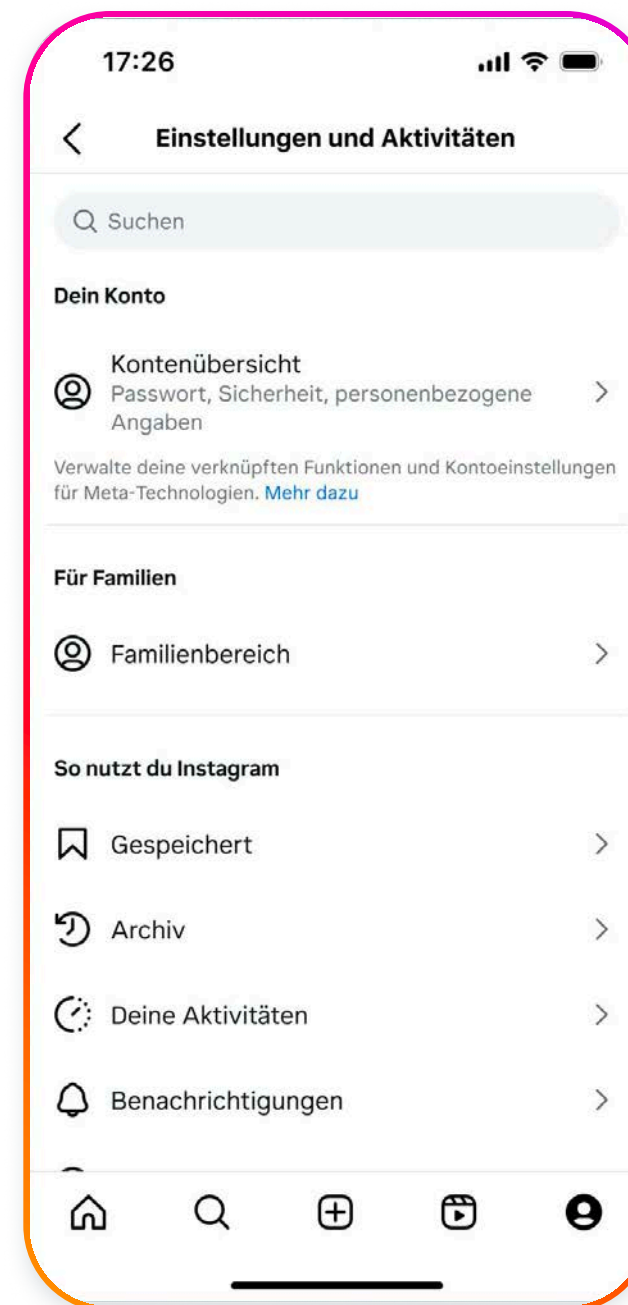 17:26
Einstellungen und Aktivitäten
Suchen
Dein Konto
Kontenübersicht
Passwort, Sicherheit, personenbezogene
Angaben
Verwalte deine verknüpften Funktionen und Kontoeinstellungen
für Meta-Technologien. Mehr dazu
Für Familien
Familienbereich
So nutzt du Instagram
Gespeichert
Archiv
Deine Aktivitäten
Benachrichtigungen